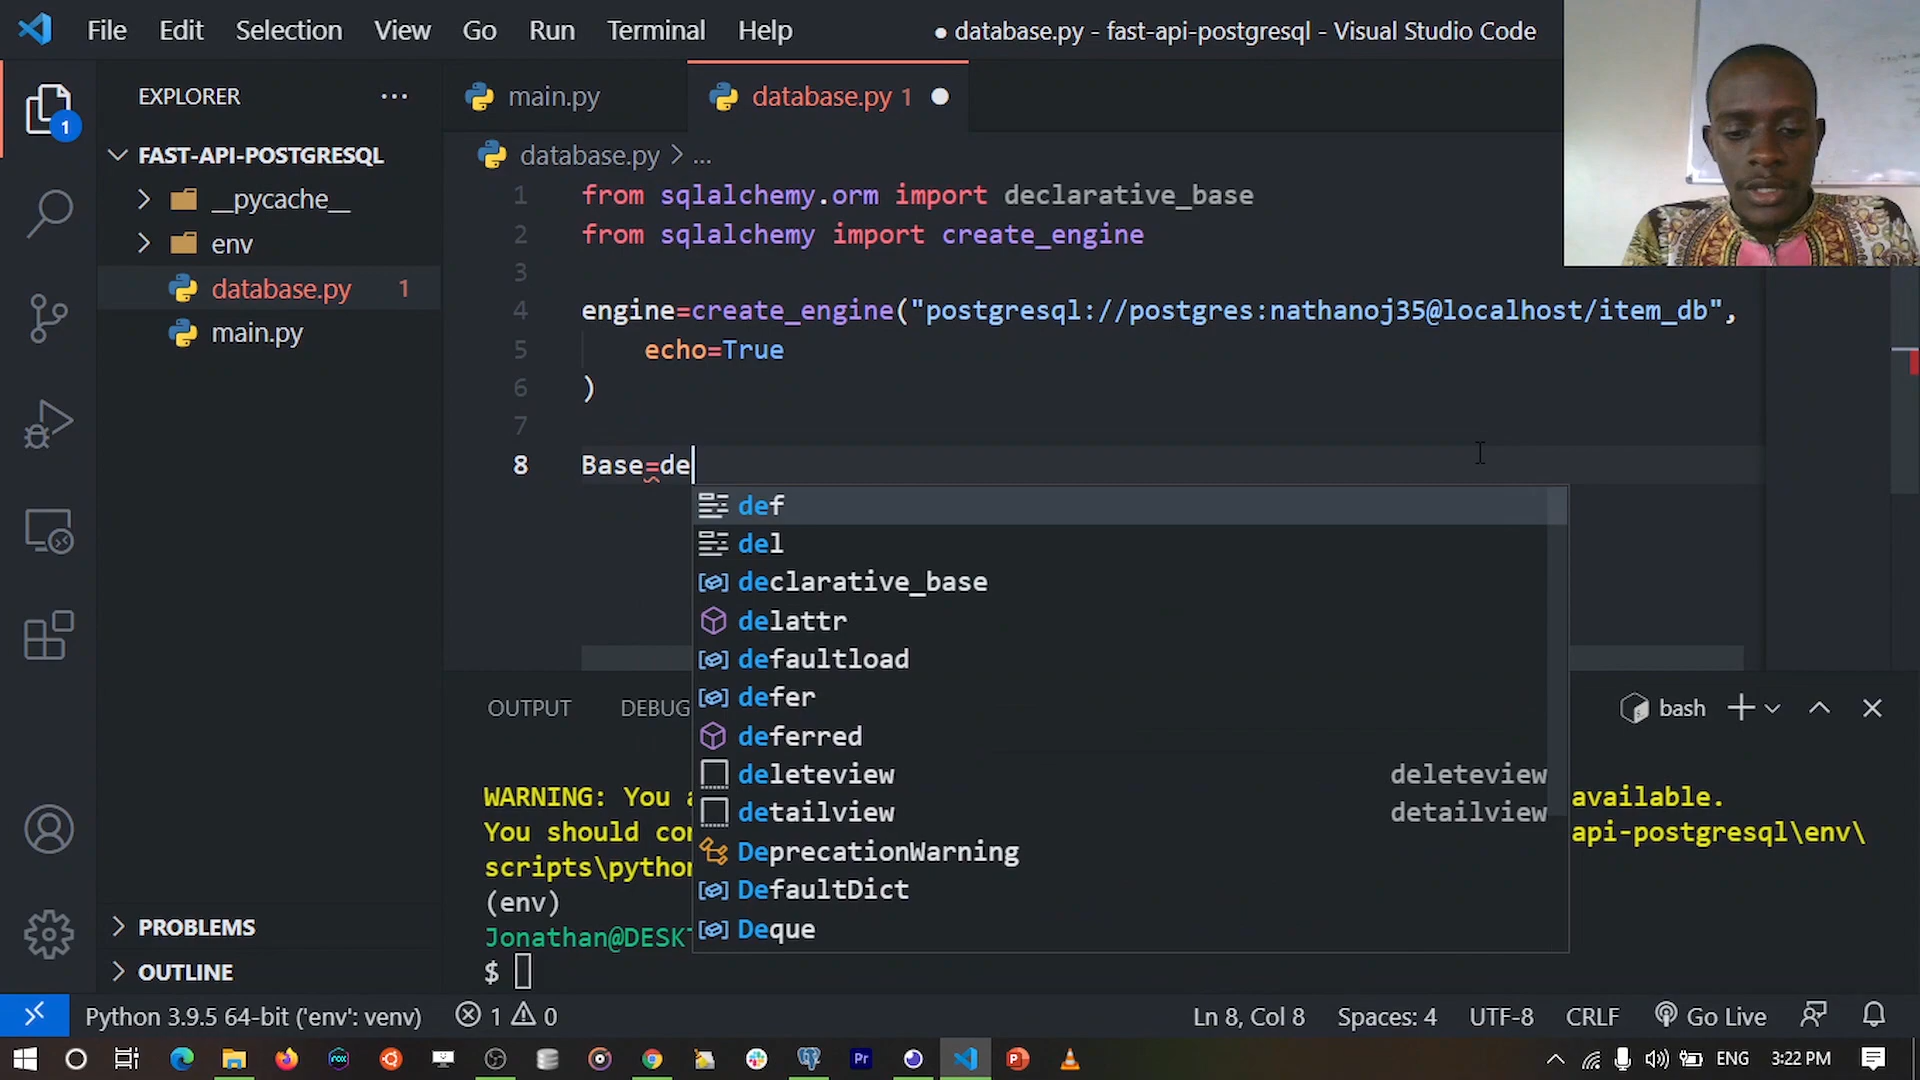 File Edit Selection View Go Run Terminal Help
● database.py - fast-api-postgresql - Visual Studio Code
1
EXPLORER ...
FAST-API-POSTGRESQL
__pycache__
env
database.py 1
main.py
PROBLEMS
OUTLINE
main.py
database.py 1
database.py > ...
1 from sqlalchemy.orm import declarative_base
2 from sqlalchemy import create_engine
3
4 engine=create_engine("postgresql://postgres:nathanoj35@localhost/item_db",
5 echo=True
6 )
7
8 Base=de
def
del
declarative_base
delattr
defaultload
defer
deferred
deleteview deleteview
detailview detailview
DeprecationWarning
DefaultDict
Deque
OUTPUT DEBUG
bash
WARNING: You available.
You should api-postgresql\env\
scripts\python
(env)
Jonathan@DESK
$
Python 3.9.5 64-bit ('env': venv) 1 0 Ln 8, Col 8 Spaces: 4 UTF-8 CRLF Go Live
Pr ENG 3:22 PM